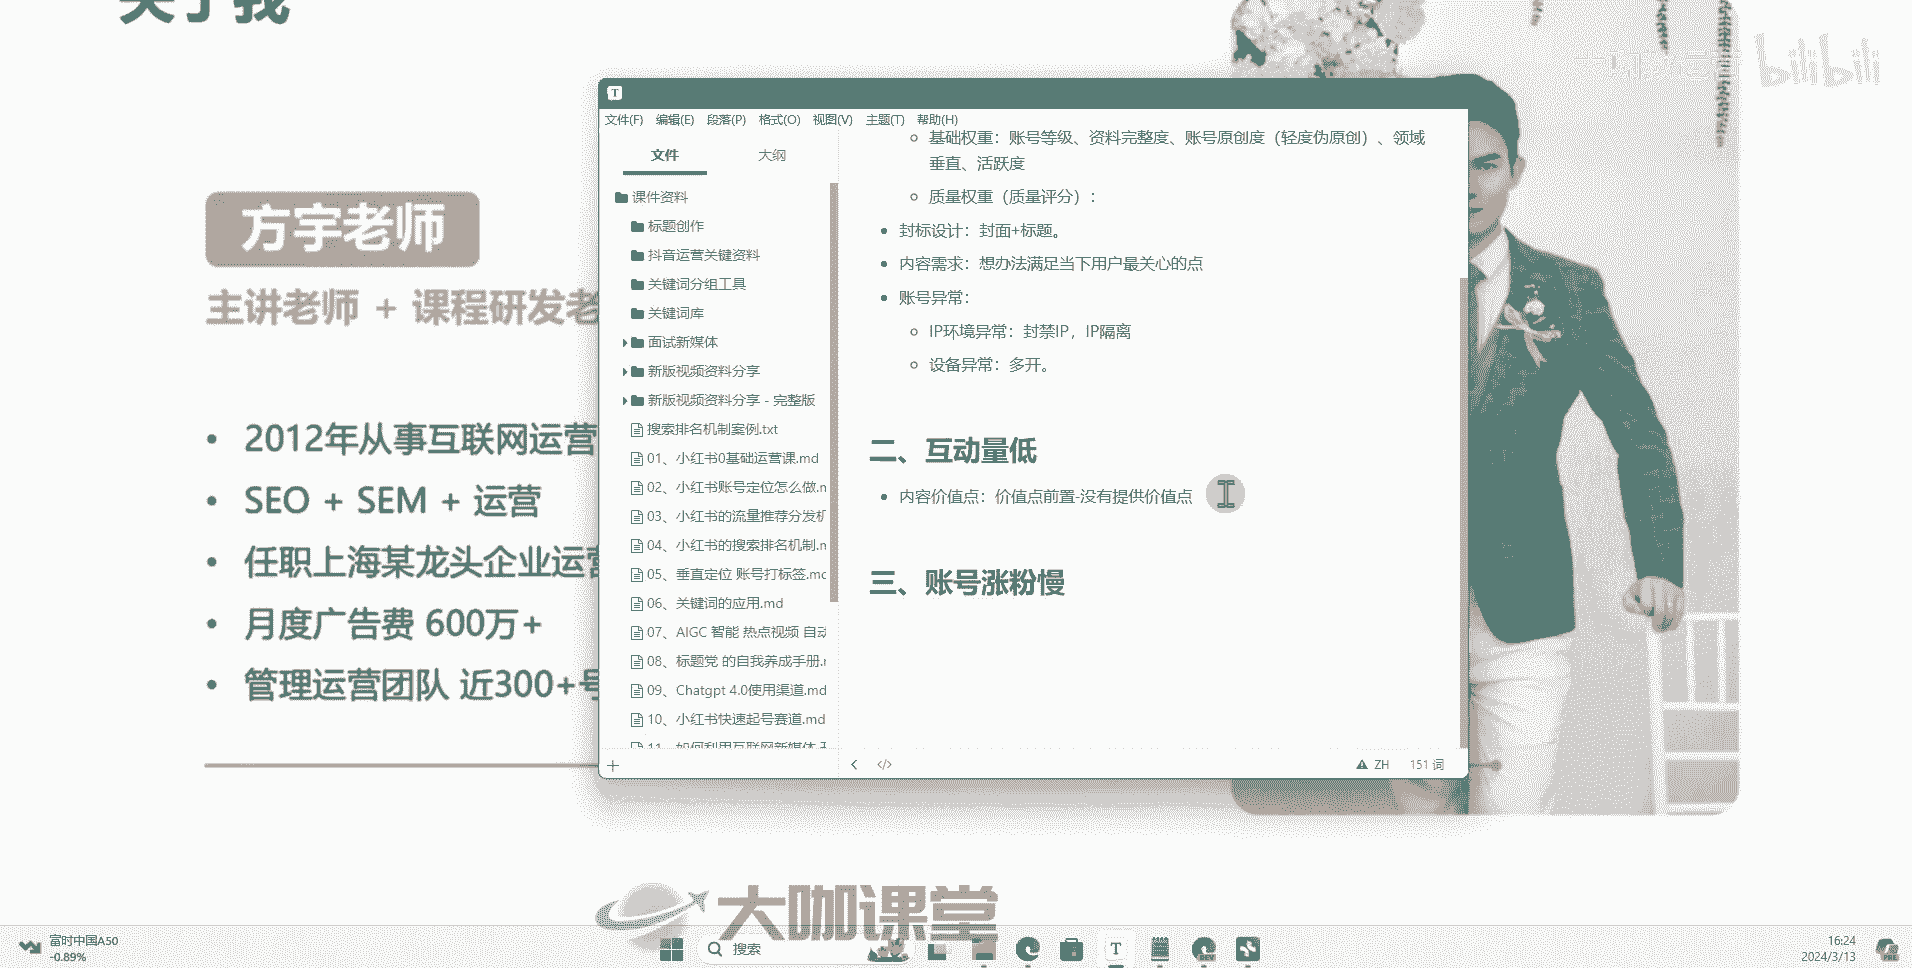 关于我
bilibili
方宇老师
主讲老师 + 课程研发老
2012年从事互联网运营
SEO + SEM + 运营
任职上海某龙头企业运营
月度广告费 600万+
管理运营团队 近300+号
T
文件(F) 编辑(E) 段落(P) 格式(O) 视图(V) 主题(T) 帮助(H)
文件 大纲
课件资料
标题创作
抖音运营关键资料
关键词分组工具
关键词库
面试新媒体
新版视频资料分享
新版视频资料分享 - 完整版
搜索排名机制案例.txt
01、小红书0基础运营课.md
02、小红书账号定位怎么做.m
03、小红书的流量推荐分发机
04、小红书的搜索排名机制.m
05、垂直定位 账号打标签.md
06、关键词的应用.md
07、AIGC 智能 热点视频 自动
08、标题党 的自我养成手册.m
09、Chatgpt 4.0使用渠道.md
10、小红书快速起号赛道.md
11、如何利用互联网新媒体
基础权重：账号等级、资料完整度、账号原创度（轻度伪原创）、领域
垂直、活跃度
质量权重（质量评分）：
封标设计：封面+标题。
内容需求：想办法满足当下用户最关心的点
账号异常：
IP环境异常：封禁IP，IP隔离
设备异常：多开。
二、互动量低
内容价值点：价值点前置-没有提供价值点
三、账号涨粉慢
ZH 151 词
大咖课堂
富时中国A50
-0.89%
搜索
T
DEV
16:24
2024/3/13
PRE